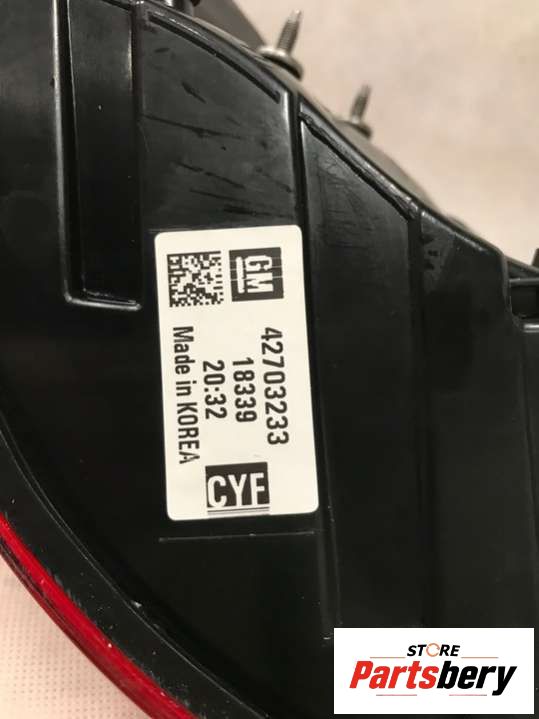 GM
42703233
18339
20:32
Made in KOREA
CYF
STORE
Partsbery